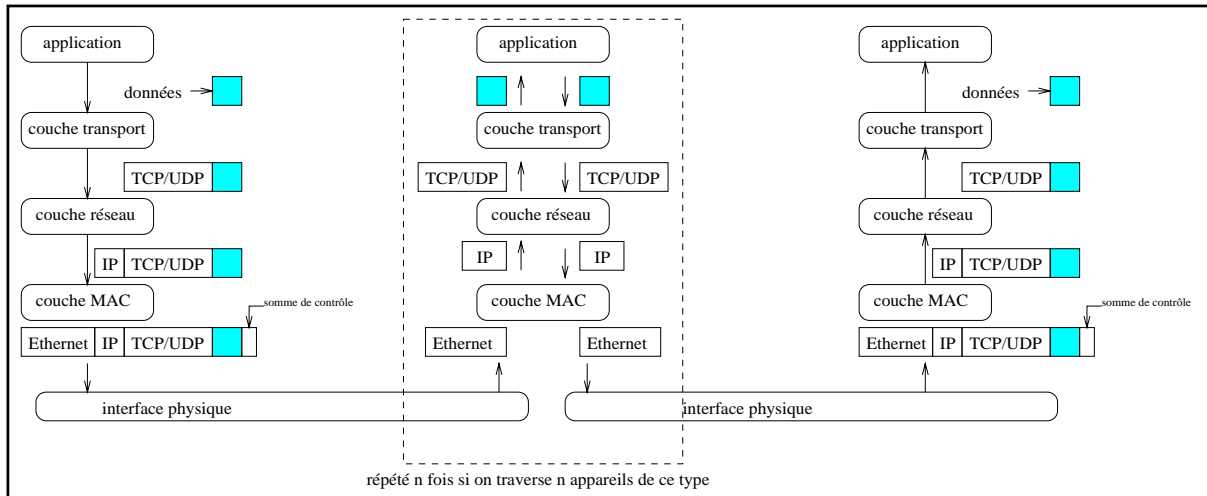 application
application
application
données
données
couche transport
couche transport
couche transport
TCP/UDP
TCP/UDP
TCP/UDP
TCP/UDP
couche réseau
couche réseau
couche réseau
IP TCP/UDP
IP
IP
IP TCP/UDP
couche MAC
couche MAC
couche MAC
somme de contrôle
somme de contrôle
Ethernet IP TCP/UDP
Ethernet
Ethernet
Ethernet IP TCP/UDP
interface physique
interface physique
répété n fois si on traverse n appareils de ce type